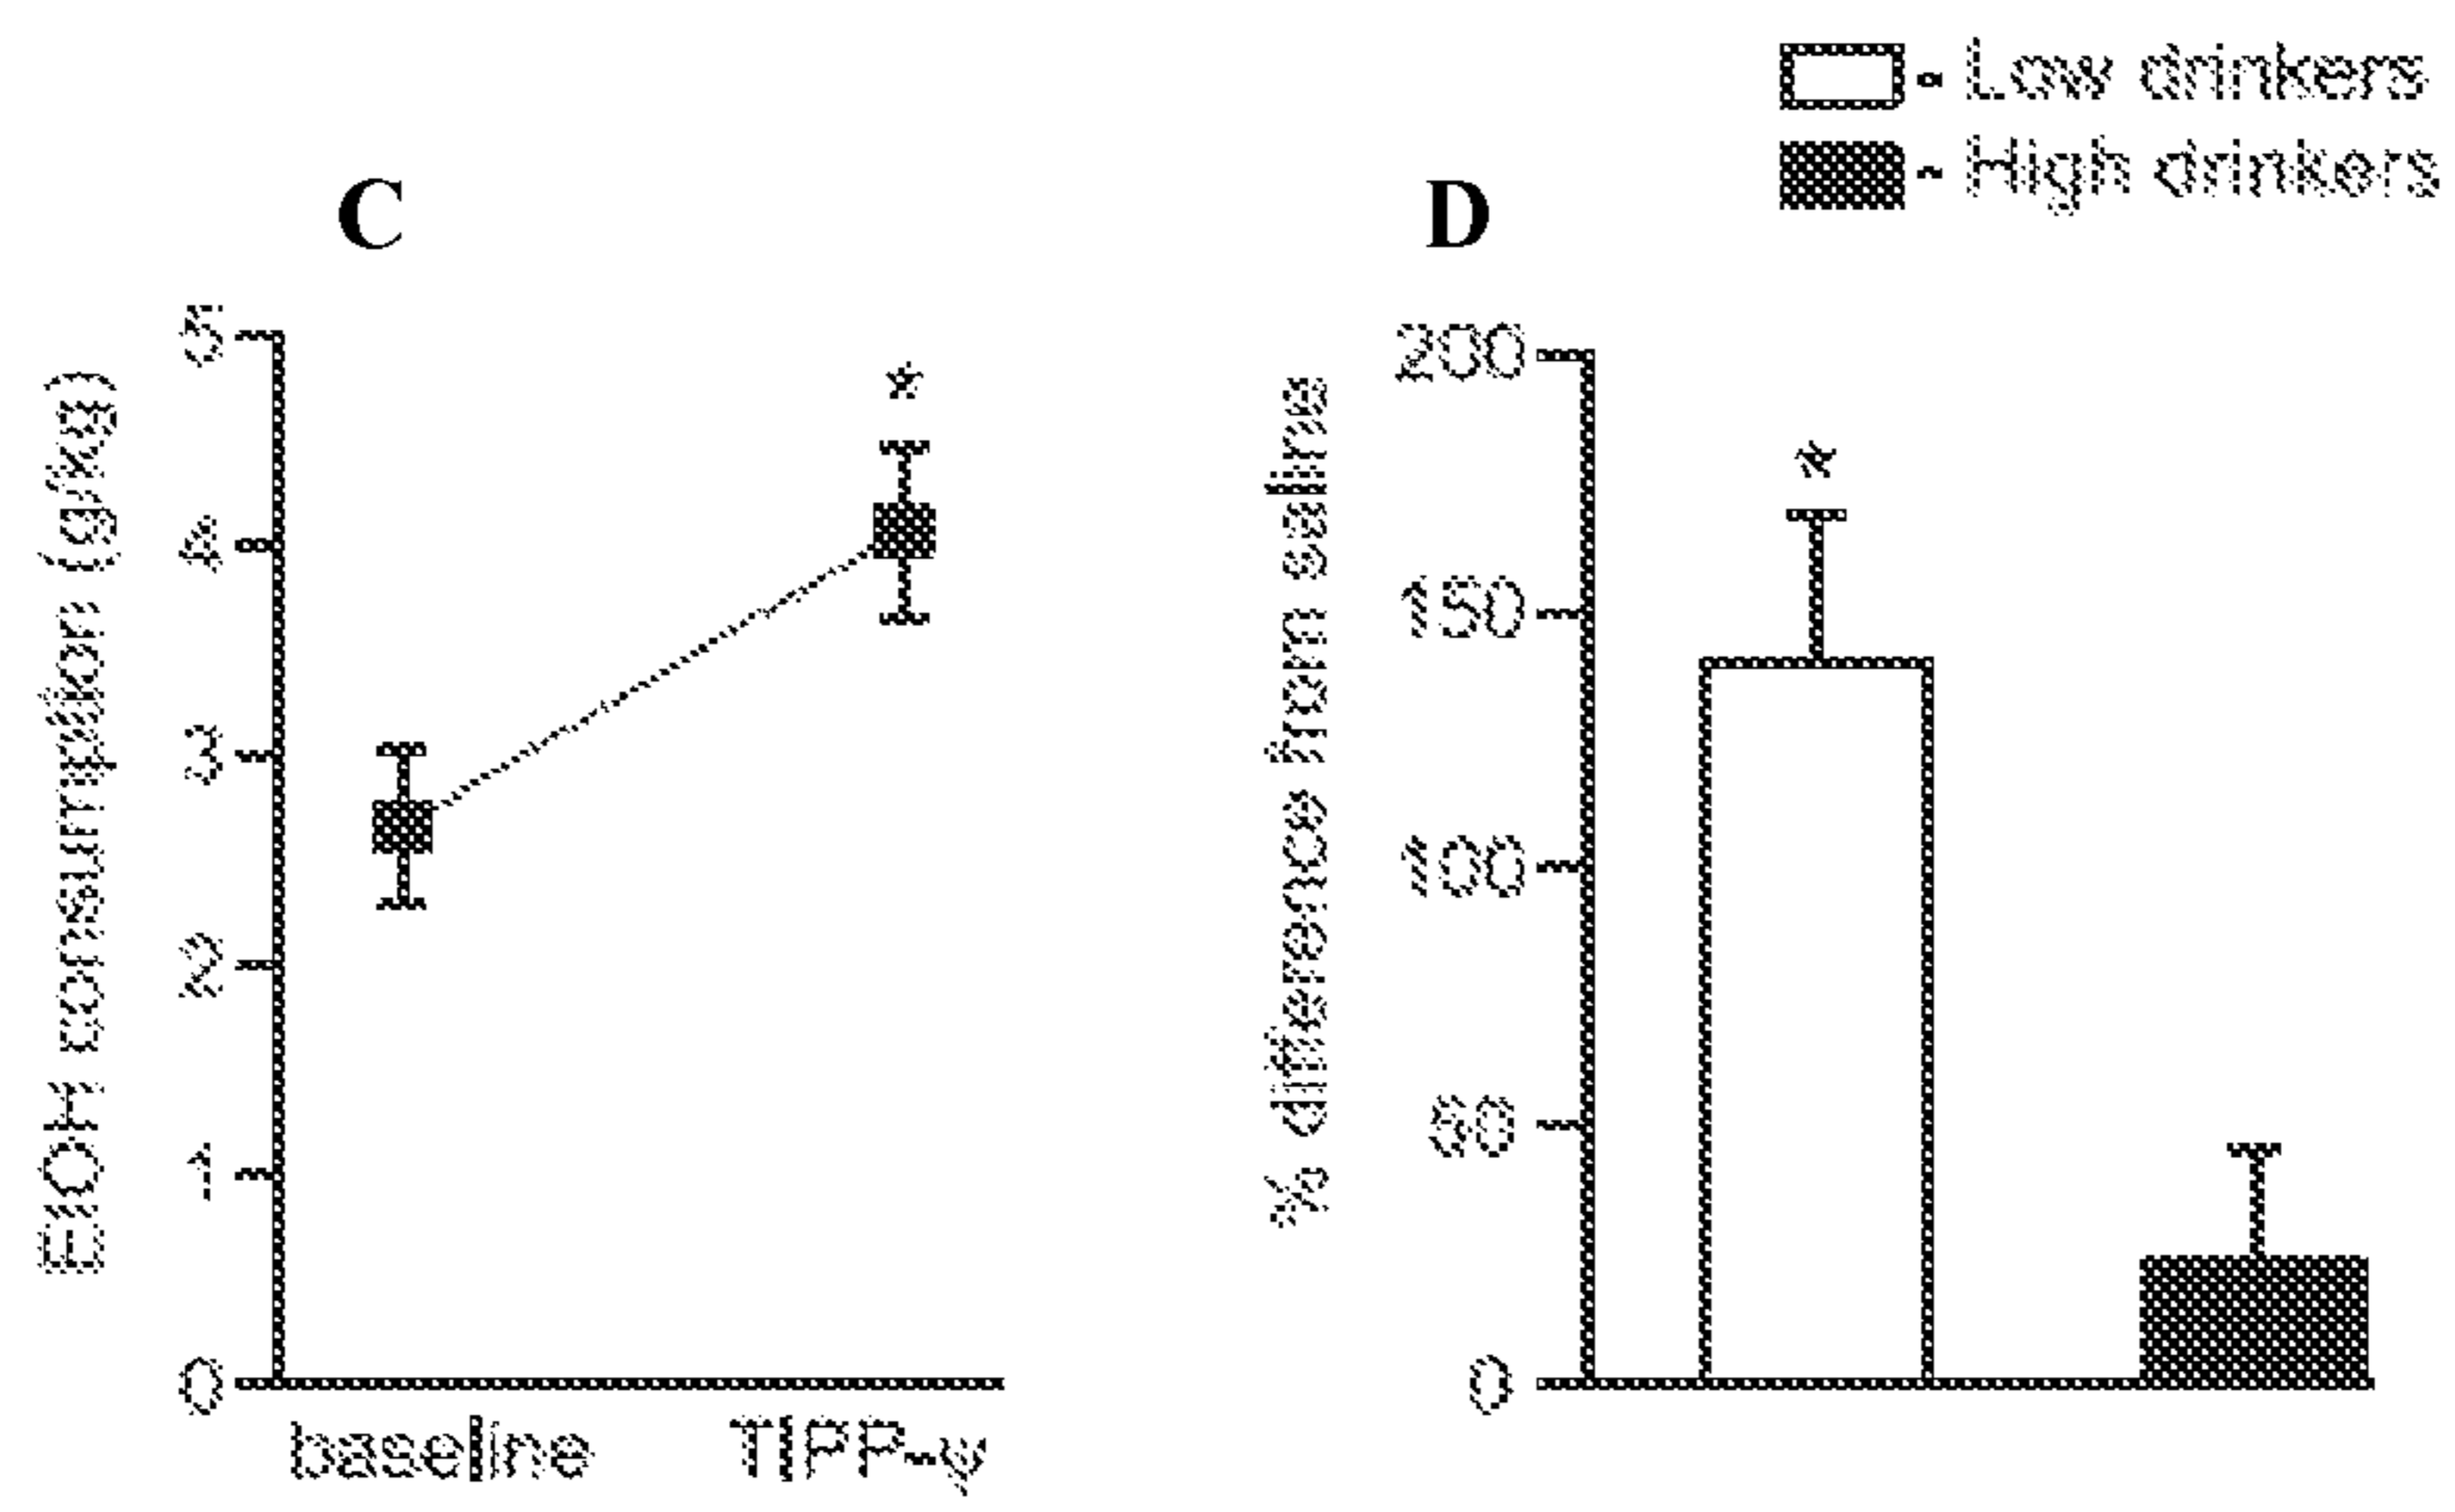 - Low drinkers
- High drinkers
C
D
EtOH consumption (g/kg)
5
4
3
2
1
0
baseline
TIPP-ψ
% difference from saline
200
150
100
50
0
*
*